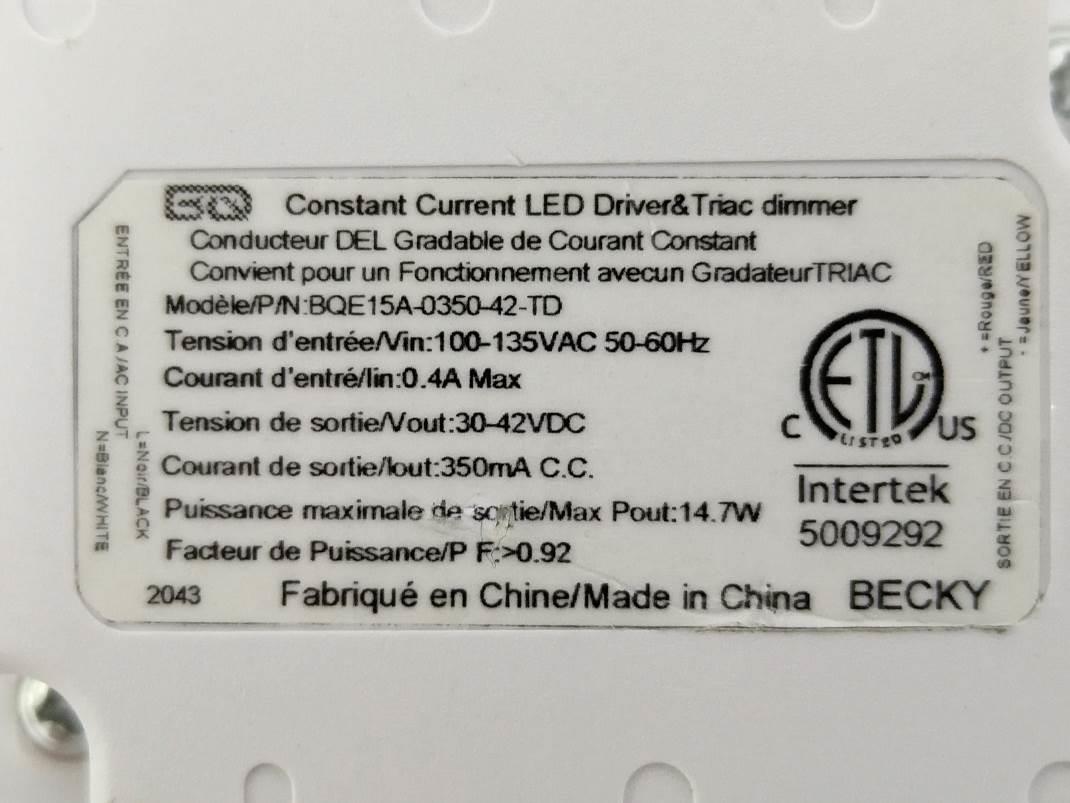 Constant Current LED Driver&Triac dimmer
Conducteur DEL Gradable de Courant Constant
Convient pour un Fonctionnement avecun GradateurTRIAC
Modèle/P/N:BQE15A-0350-42-TD
Tension d'entrée/Vin:100-135VAC 50-60Hz
Courant d'entré/Iin:0.4A Max
Tension de sortie/Vout:30-42VDC
Courant de sortie/Iout:350mA C.C.
Puissance maximale de sortie/Max Pout:14.7W
Facteur de Puissance/P F:>0.92
2043
Fabriqué en Chine/Made in China
BECKY
ENTRÉE EN C.A./AC INPUT
L=Noir/BLACK
N=Blanc/WHITE
C ETL CM US
LISTED
Intertek
5009292
SORTIE EN C.C./DC OUTPUT
+=Rouge/RED
-=Jaune/YELLOW